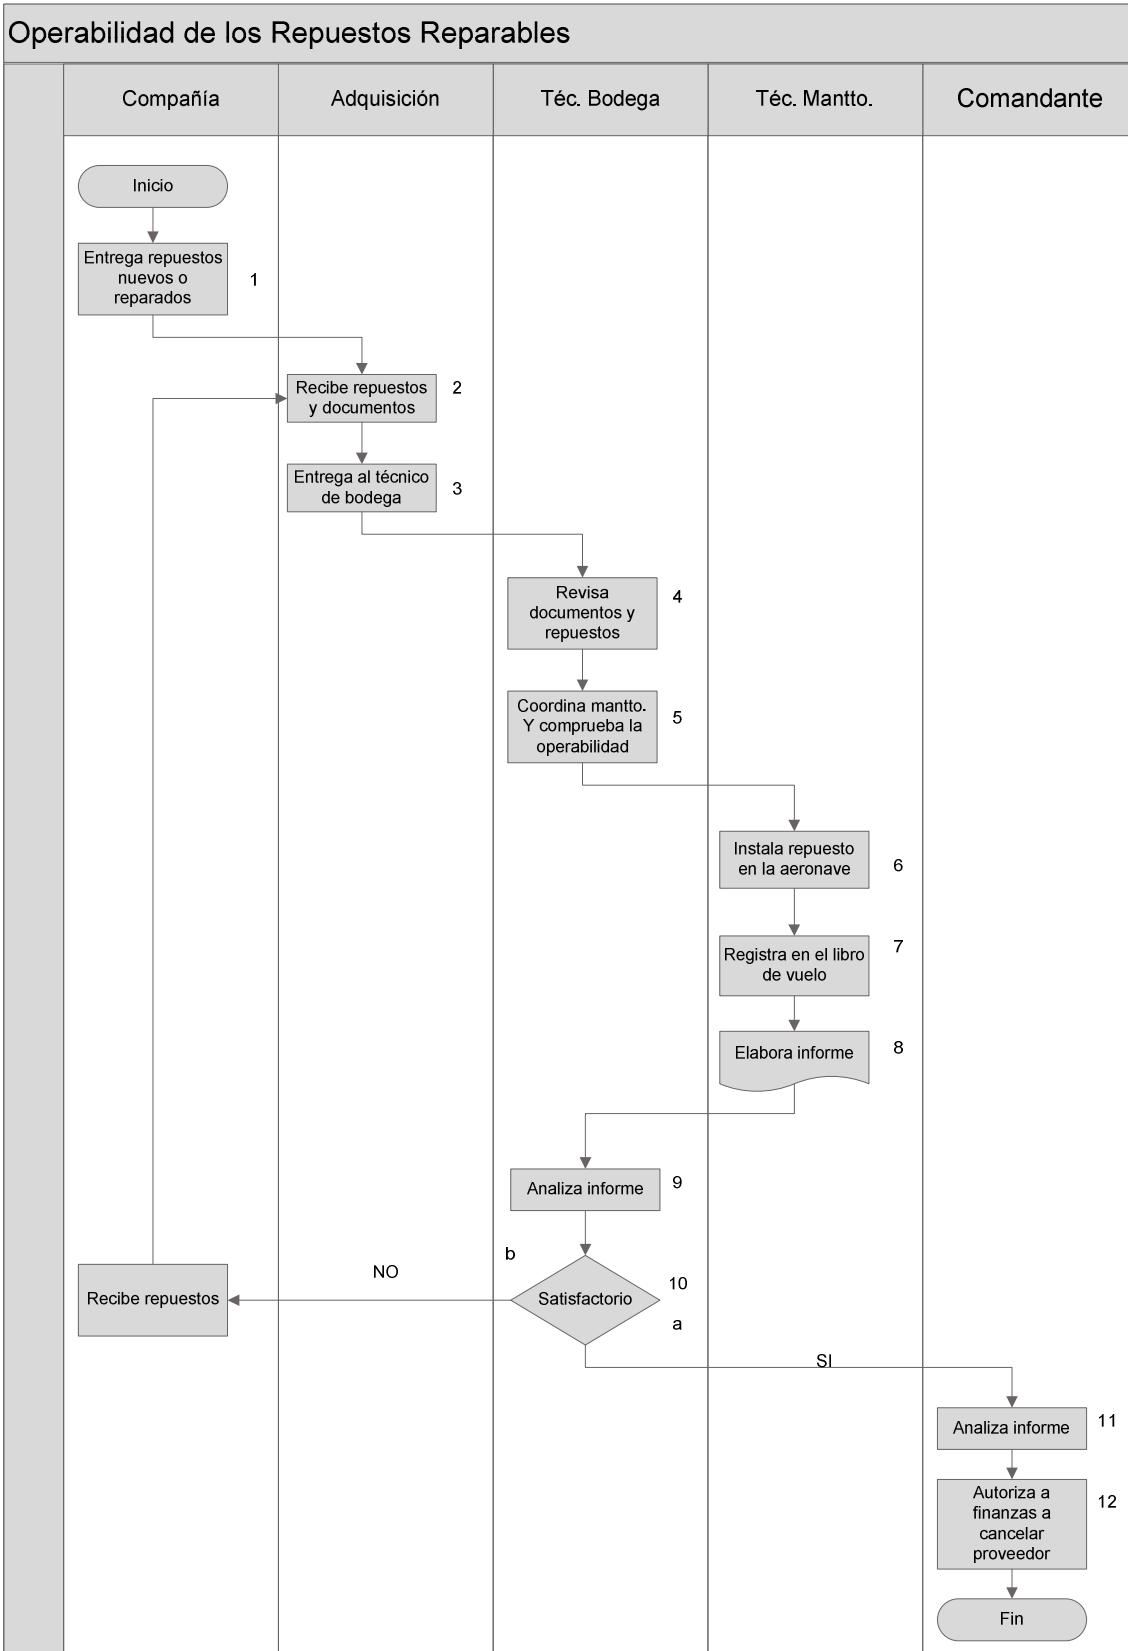 Operabilidad de los Repuestos Reparables
Compañía
Adquisición
Téc. Bodega
Téc. Mantto.
Comandante
Inicio
Entrega repuestos
nuevos o
reparados
1
Recibe repuestos
y documentos
2
Entrega al técnico
de bodega
3
Revisa
documentos y
repuestos
4
Coordina mantto.
Y comprueba la
operabilidad
5
Instala repuesto
en la aeronave
6
Registra en el libro
de vuelo
7
Elabora informe
8
Analiza informe
9
b
Satisfactorio
10
a
NO
Recibe repuestos
SI
Analiza informe
11
Autoriza a
finanzas a
cancelar
proveedor
12
Fin